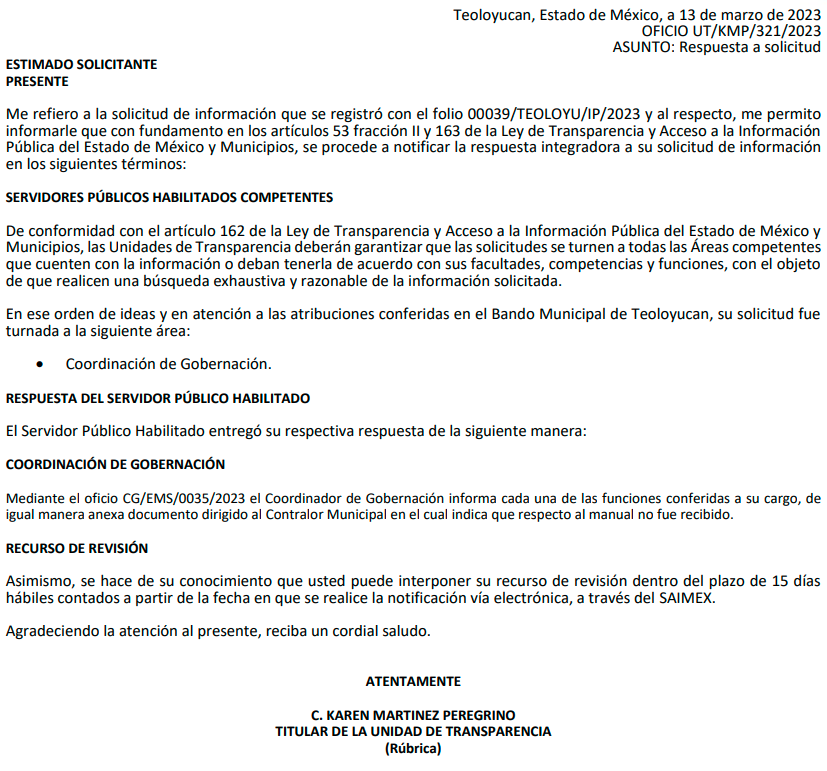 Teoloyucan, Estado de México, a 13 de marzo de 2023
OFICIO UT/KMP/321/2023
ASUNTO: Respuesta a solicitud
ESTIMADO SOLICITANTE
PRESENTE
Me refiero a la solicitud de información que se registró con el folio 00039/TEOLOYU/IP/2023 y al respecto, me permito
informarle que con fundamento en los artículos 53 fracción II y 163 de la Ley de Transparencia y Acceso a la Información
Pública del Estado de México y Municipios, se procede a notificar la respuesta integradora a su solicitud de información
en los siguientes términos:
SERVIDORES PÚBLICOS HABILITADOS COMPETENTES
De conformidad con el artículo 162 de la Ley de Transparencia y Acceso a la Información Pública del Estado de México y
Municipios, las Unidades de Transparencia deberán garantizar que las solicitudes se turnen a todas las Áreas competentes
que cuenten con la información o deban tenerla de acuerdo con sus facultades, competencias y funciones, con el objeto
de que realicen una búsqueda exhaustiva y razonable de la información solicitada.
En ese orden de ideas y en atención a las atribuciones conferidas en el Bando Municipal de Teoloyucan, su solicitud fue
turnada a la siguiente área:
• Coordinación de Gobernación.
RESPUESTA DEL SERVIDOR PÚBLICO HABILITADO
El Servidor Público Habilitado entregó su respectiva respuesta de la siguiente manera:
COORDINACIÓN DE GOBERNACIÓN
Mediante el oficio CG/EMS/0035/2023 el Coordinador de Gobernación informa cada una de las funciones conferidas a su cargo, de
igual manera anexa documento dirigido al Contralor Municipal en el cual indica que respecto al manual no fue recibido.
RECURSO DE REVISIÓN
Asimismo, se hace de su conocimiento que usted puede interponer su recurso de revisión dentro del plazo de 15 días
hábiles contados a partir de la fecha en que se realice la notificación vía electrónica, a través del SAIMEX.
Agradeciendo la atención al presente, reciba un cordial saludo.
ATENTAMENTE
C. KAREN MARTINEZ PEREGRINO
TITULAR DE LA UNIDAD DE TRANSPARENCIA
(Rúbrica)